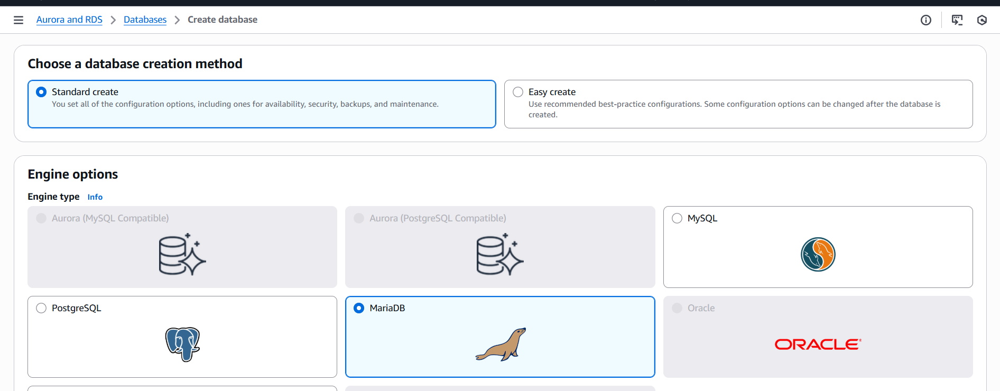 Aurora and RDS > Databases > Create database
Choose a database creation method
Standard create
You set all of the configuration options, including ones for availability, security, backups, and maintenance.
Easy create
Use recommended best-practice configurations. Some configuration options can be changed after the database is
created.
Engine options
Engine type Info
Aurora (MySQL Compatible)
Aurora (PostgreSQL Compatible)
MySQL
PostgreSQL
MariaDB
Oracle
ORACLE